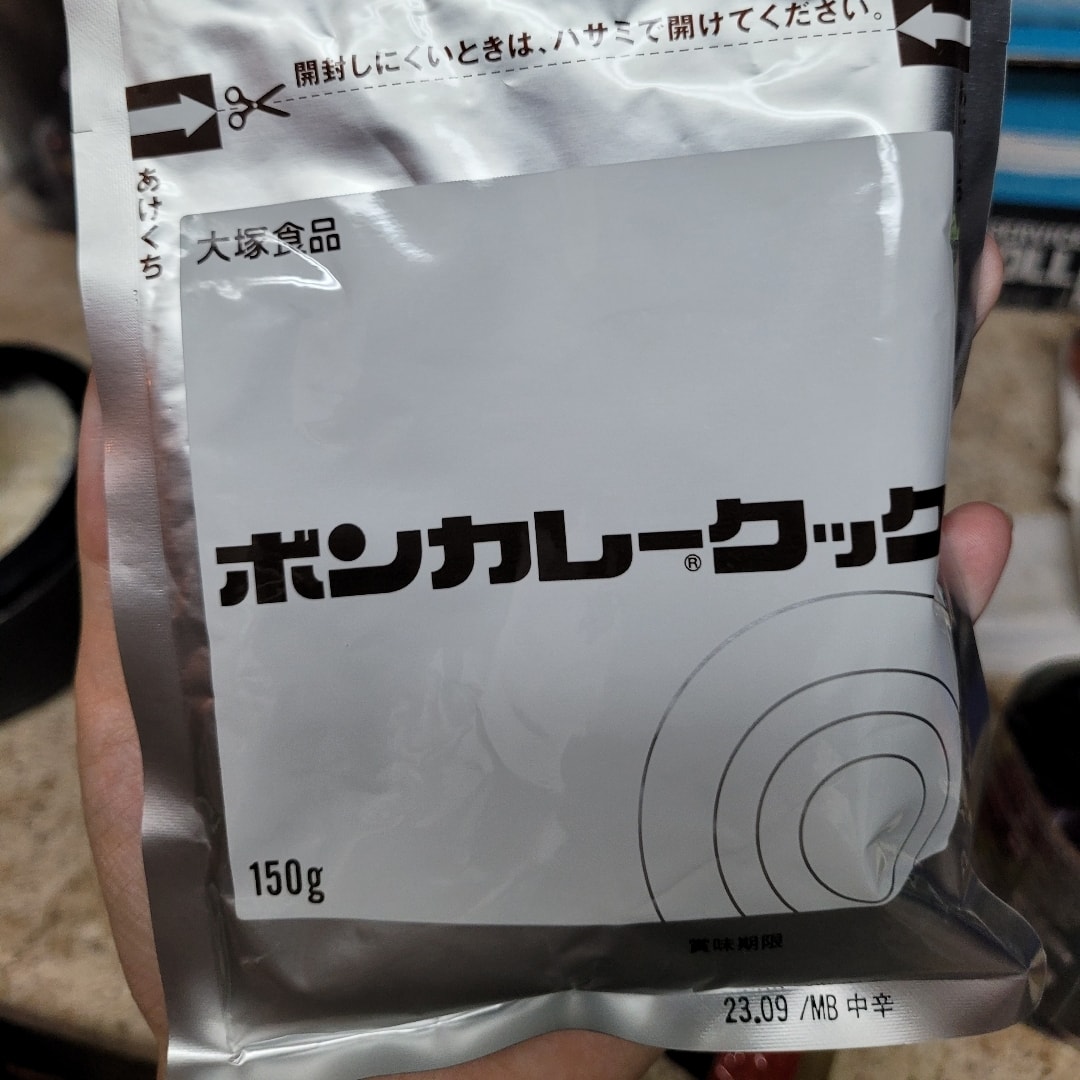 開封しにくいときは、ハサミで開けてください。
あけくち
大塚食品
ボンカレー®クック
150g
賞味期限
23.09 /MB 中辛